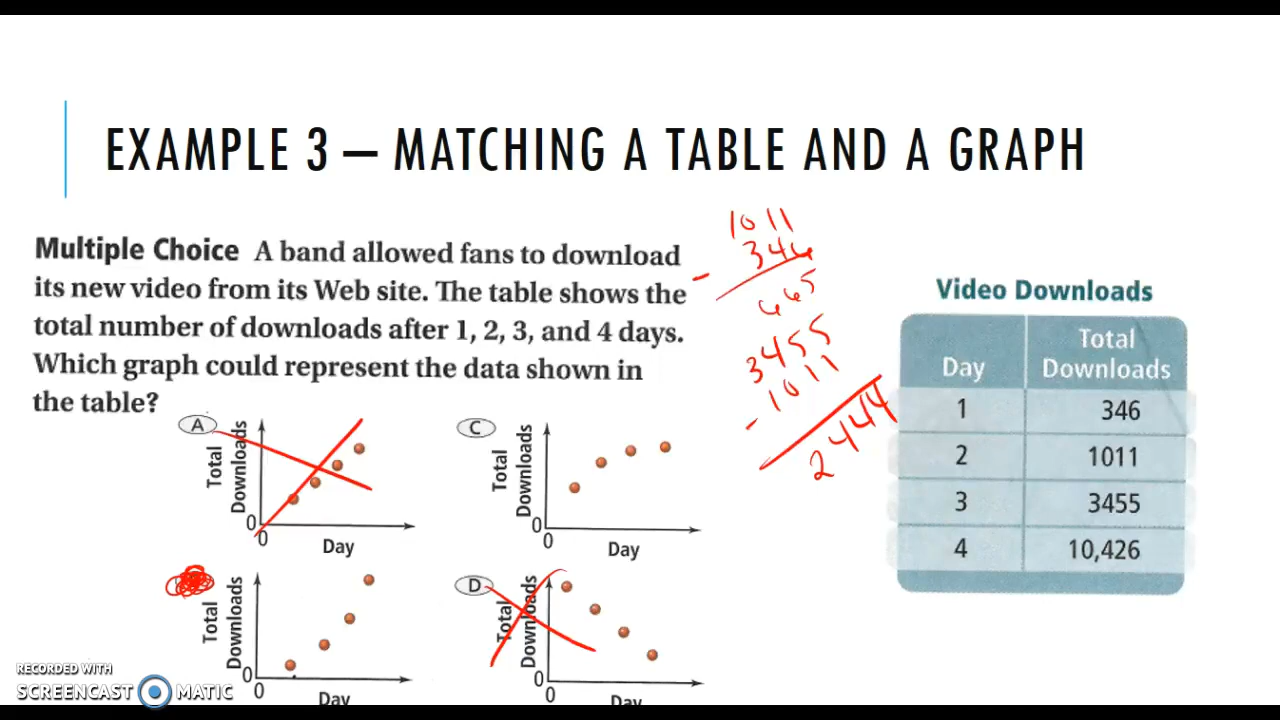 EXAMPLE 3 – MATCHING A TABLE AND A GRAPH
Multiple Choice A band allowed fans to download
its new video from its Web site. The table shows the
total number of downloads after 1, 2, 3, and 4 days.
Which graph could represent the data shown in
the table?
1011
- 346
665
3455
- 1011
2444
Video Downloads
Day Total Downloads
1 346
2 1011
3 3455
4 10,426
A
Total Downloads
0
0
Day
C
Total Downloads
0
0
Day
Total Downloads
0
0
Day
D
Total Downloads
0
0
Day
RECORDED WITH
SCREENCAST MATIC